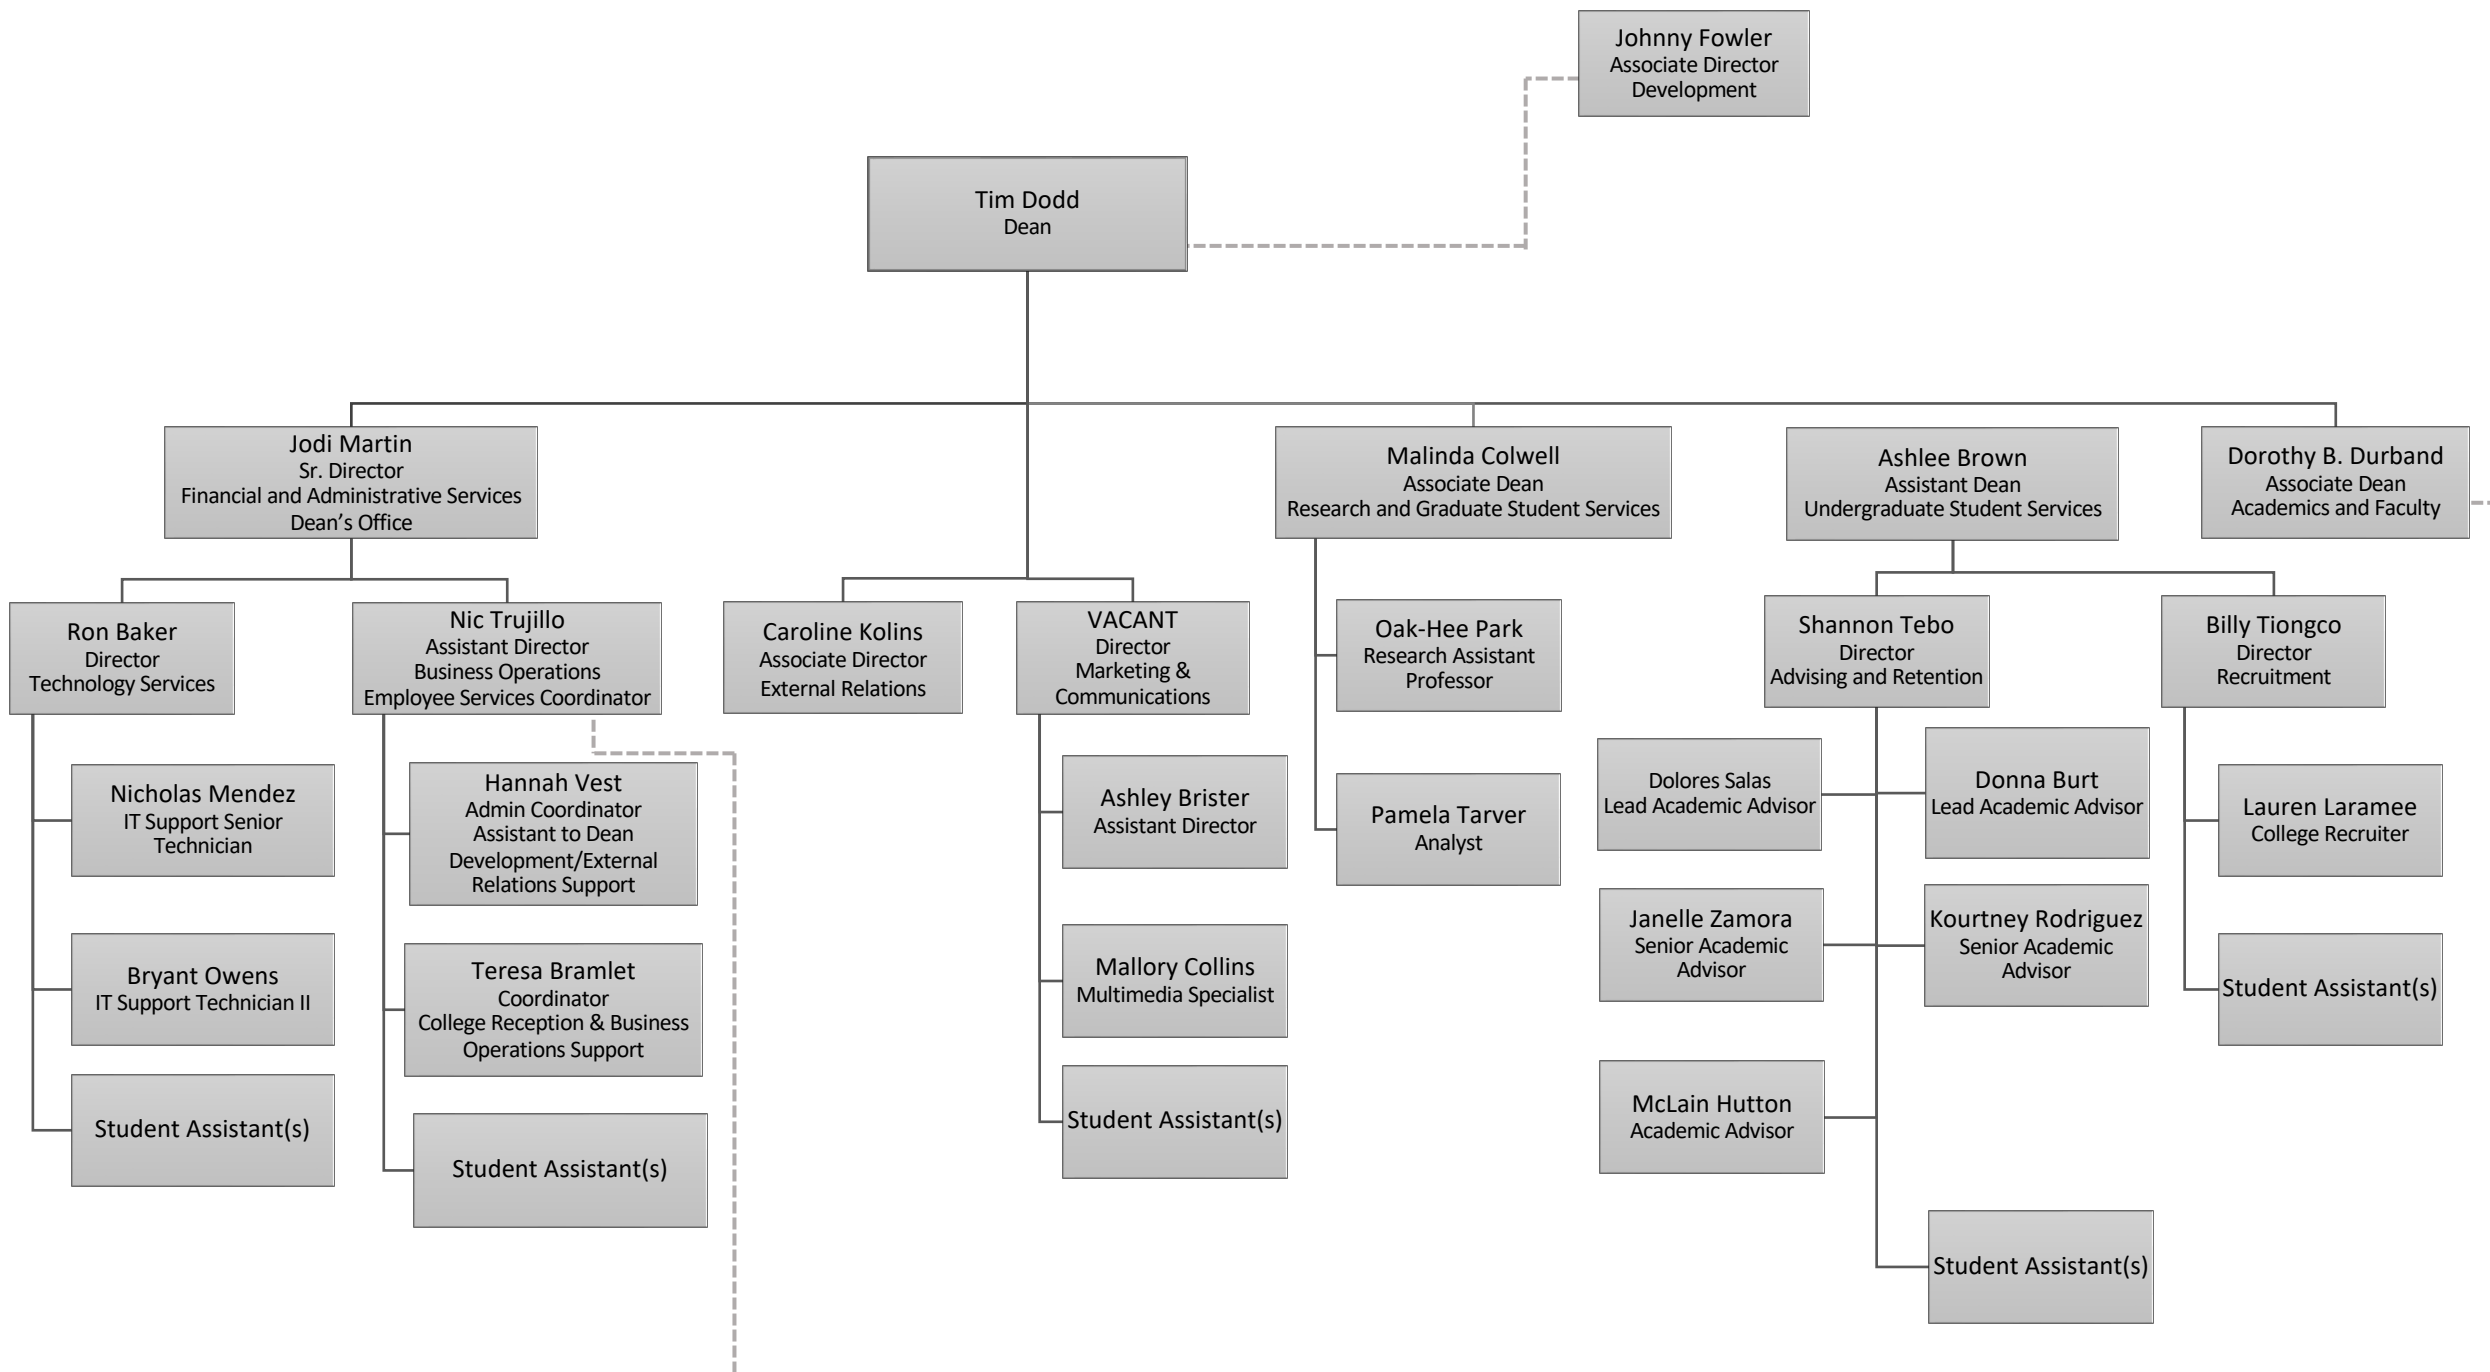 Johnny Fowler
Associate Director
Development
Tim Dodd
Dean
Jodi Martin
Sr. Director
Financial and Administrative Services
Dean’s Office
Malinda Colwell
Associate Dean
Research and Graduate Student Services
Ashlee Brown
Assistant Dean
Undergraduate Student Services
Dorothy B. Durband
Associate Dean
Academics and Faculty
Ron Baker
Director
Technology Services
Nic Trujillo
Assistant Director
Business Operations
Employee Services Coordinator
Caroline Kolins
Associate Director
External Relations
VACANT
Director
Marketing &
Communications
Oak-Hee Park
Research Assistant
Professor
Shannon Tebo
Director
Advising and Retention
Billy Tiongco
Director
Recruitment
Nicholas Mendez
IT Support Senior
Technician
Hannah Vest
Admin Coordinator
Assistant to Dean
Development/External
Relations Support
Ashley Brister
Assistant Director
Pamela Tarver
Analyst
Dolores Salas
Lead Academic Advisor
Donna Burt
Lead Academic Advisor
Lauren Laramee
College Recruiter
Bryant Owens
IT Support Technician II
Teresa Bramlet
Coordinator
College Reception & Business
Operations Support
Mallory Collins
Multimedia Specialist
Janelle Zamora
Senior Academic
Advisor
Kourtney Rodriguez
Senior Academic
Advisor
Student Assistant(s)
Student Assistant(s)
Student Assistant(s)
Student Assistant(s)
McLain Hutton
Academic Advisor
Student Assistant(s)